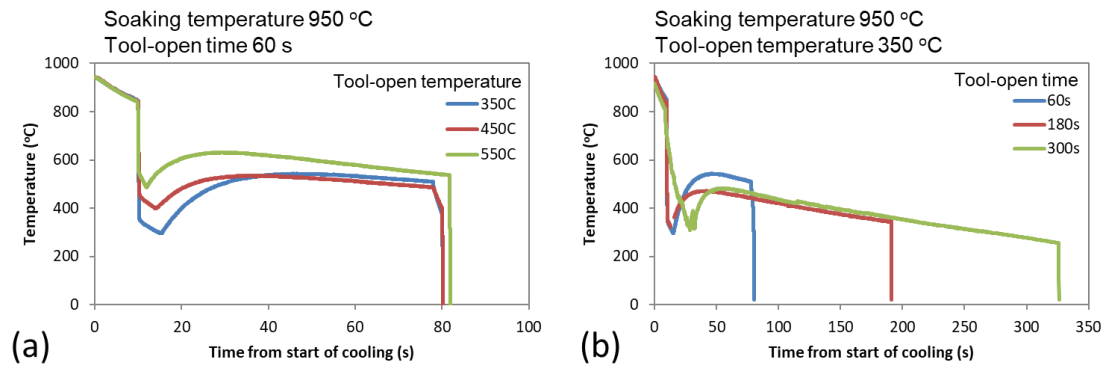 Soaking temperature 950 °C
Tool-open time 60 s
1000
800
600
400
200
0
0 20 40 60 80 100
Temperature (°C)
Time from start of cooling (s)
Tool-open temperature
350C
450C
550C
(a)
Soaking temperature 950 °C
Tool-open temperature 350 °C
1000
800
600
400
200
0
0 50 100 150 200 250 300 350
Temperature (°C)
Time from start of cooling (s)
Tool-open time
60s
180s
300s
(b)